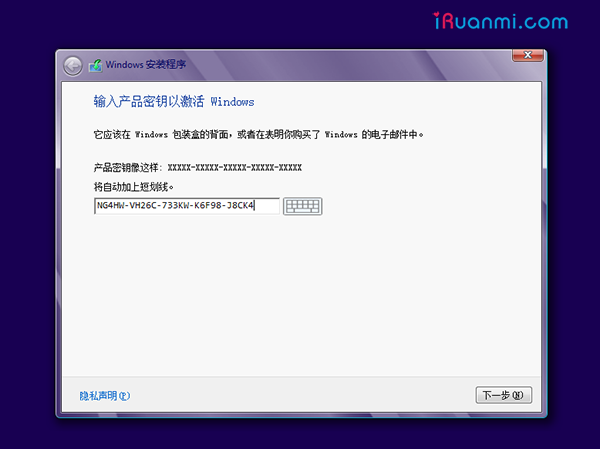 iRuanmi.com
Windows 安装程序
输入产品密钥以激活 Windows
它应该在 Windows 包装盒的背面，或者在表明你购买了 Windows 的电子邮件中。
产品密钥像这样: XXXXX-XXXXX-XXXXX-XXXXX-XXXXX
将自动加上短划线。
NG4HW-VH26C-733KW-K6F98-J8CK4
隐私声明(P)
下一步(N)